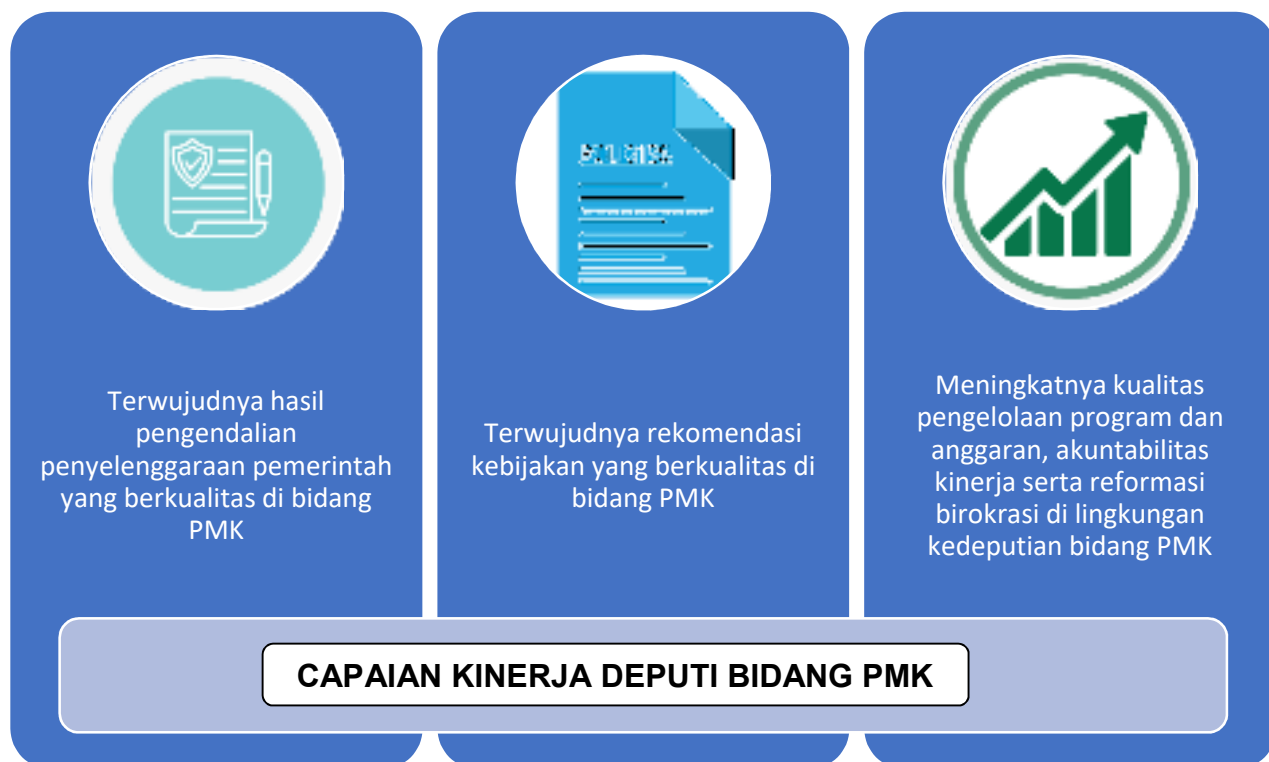 Terwujudnya hasil
pengendalian
penyelenggaraan pemerintah
yang berkualitas di bidang
PMK
Terwujudnya rekomendasi
kebijakan yang berkualitas di
bidang PMK
Meningkatnya kualitas
pengelolaan program dan
anggaran, akuntabilitas
kinerja serta reformasi
birokrasi di lingkungan
kedeputian bidang PMK
CAPAIAN KINERJA DEPUTI BIDANG PMK